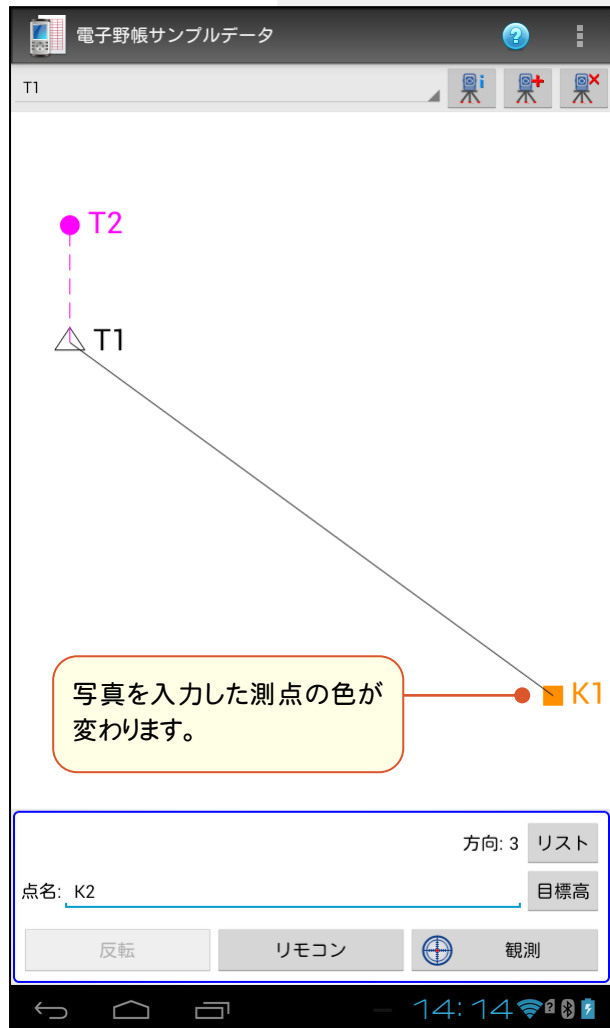 電子野帳サンプルデータ
T1
T2
T1
写真を入力した測点の色が
変わります。
K1
方向: 3 リスト
点名: K2 目標高
反転 リモコン 観測
14:14